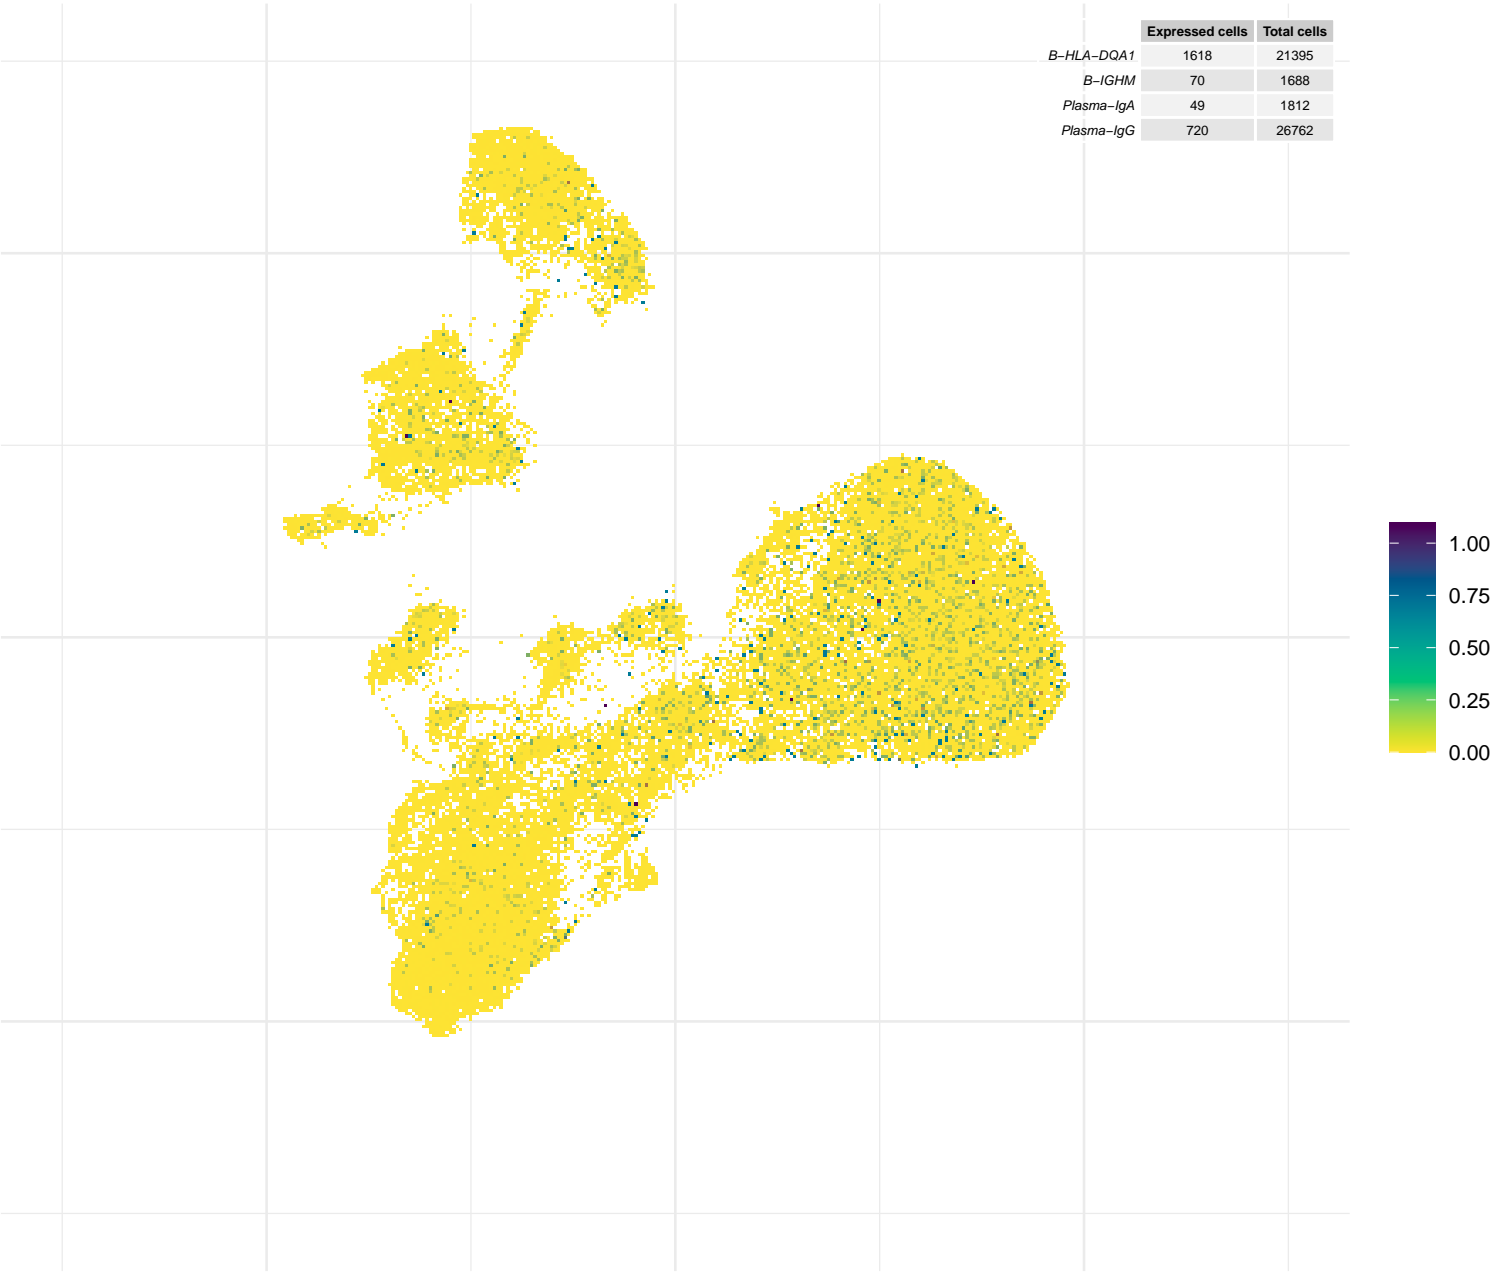 Expressed cells Total cells
B−HLA−DQA1 1618 21395
B−IGHM 70 1688
Plasma−IgA 49 1812
Plasma−IgG 720 26762
1.00
0.75
0.50
0.25
0.00